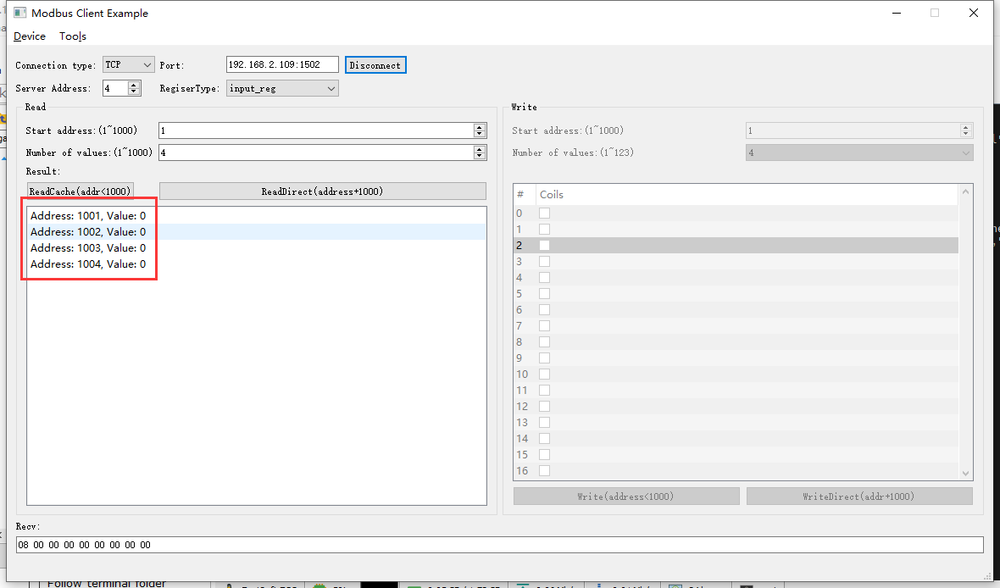 Modbus Client Example
Device Tools
Connection type: TCP Port: 192.168.2.109:1502 Disconnect
Server Address: 4 RegiserType: input_reg
Read
Start address:(1~1000) 1
Number of values:(1~1000) 4
Result:
ReadCache(addr<1000) ReadDirect(address+1000)
Address: 1001, Value: 0
Address: 1002, Value: 0
Address: 1003, Value: 0
Address: 1004, Value: 0
Write
Start address:(1~1000) 1
Number of values:(1~123) 4
# Coils
0
1
2
3
4
5
6
7
8
9
10
11
12
13
14
15
16
Write(address<1000) WriteDirect(addr+1000)
Recv:
08 00 00 00 00 00 00 00 00
Follow terminal folder